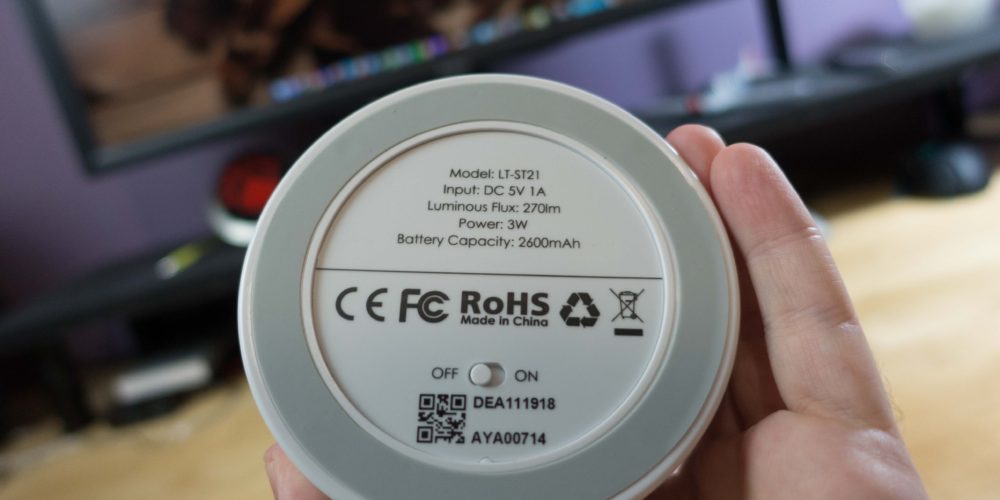 Model: LT-ST21
Input: DC 5V 1A
Luminous Flux: 270lm
Power: 3W
Battery Capacity: 2600mAh
CE FC RoHS
Made in China
OFF ON
DEA111918
AYA00714